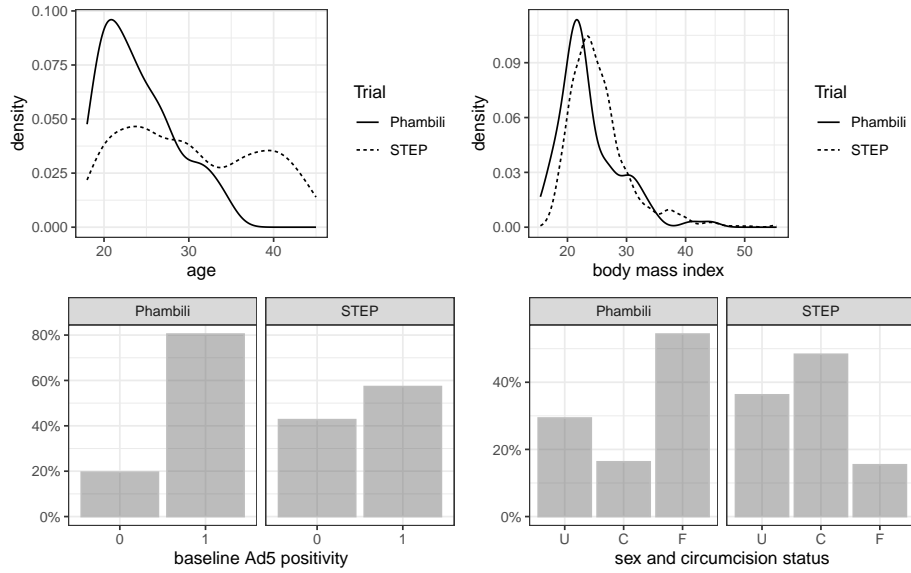 0.100
0.075
0.050
0.025
0.000
density
20 30 40
age
Trial
Phambili
STEP
0.09
0.06
0.03
0.00
density
20 30 40 50
body mass index
Trial
Phambili
STEP
Phambili STEP
80%
60%
40%
20%
0%
0 1 0 1
baseline Ad5 positivity
Phambili STEP
40%
20%
0%
U C F U C F
sex and circumcision status